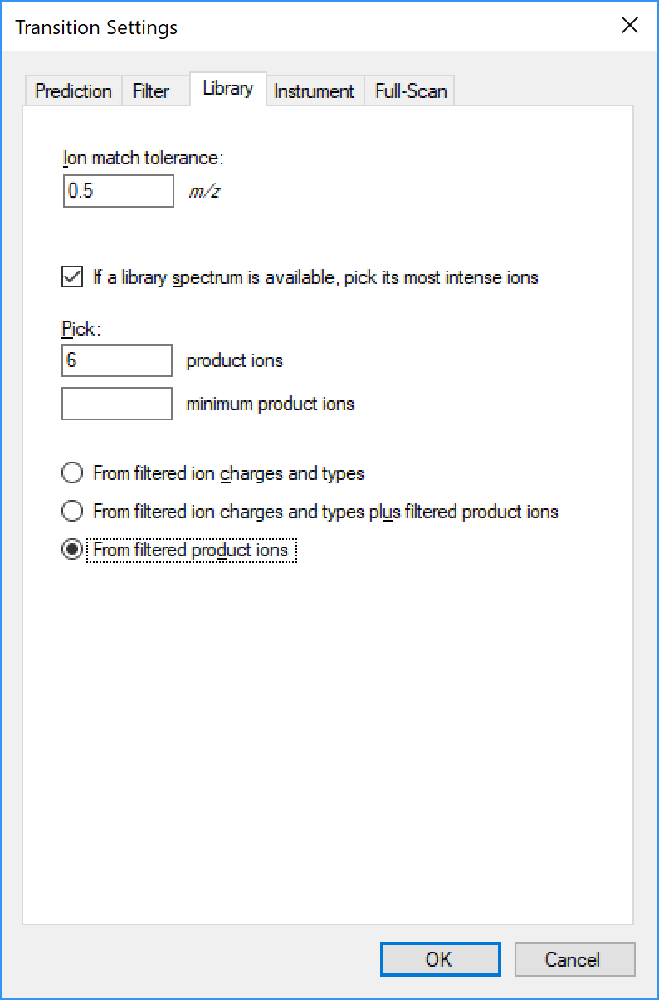 Transition Settings
Prediction Filter Library Instrument Full-Scan
Ion match tolerance:
0.5 m/z
If a library spectrum is available, pick its most intense ions
Pick:
6 product ions
minimum product ions
From filtered ion charges and types
From filtered ion charges and types plus filtered product ions
From filtered product ions
OK Cancel